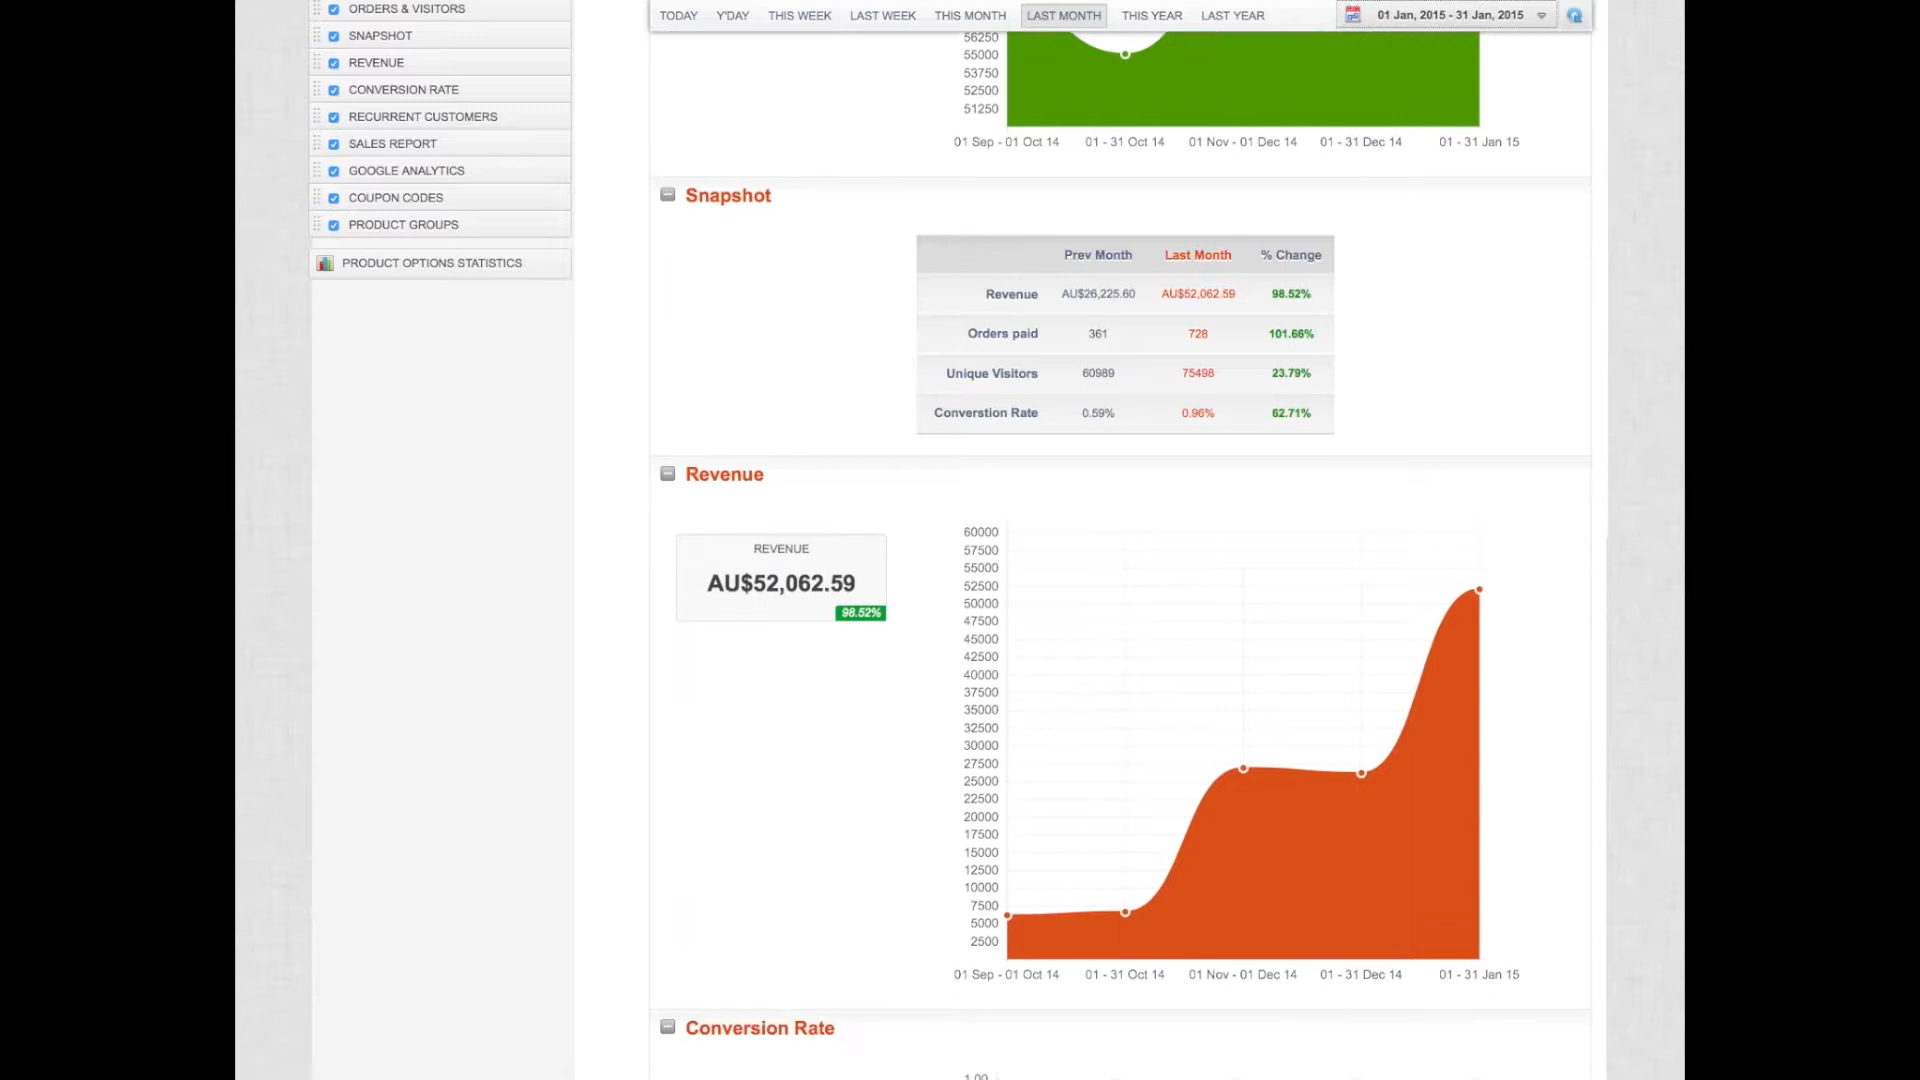 ORDERS & VISITORS
SNAPSHOT
REVENUE
CONVERSION RATE
RECURRENT CUSTOMERS
SALES REPORT
GOOGLE ANALYTICS
COUPON CODES
PRODUCT GROUPS
PRODUCT OPTIONS STATISTICS
TODAY Y'DAY THIS WEEK LAST WEEK THIS MONTH LAST MONTH THIS YEAR LAST YEAR 01 Jan, 2015 - 31 Jan, 2015
56250
55000
53750
52500
51250
01 Sep - 01 Oct 14 01 - 31 Oct 14 01 Nov - 01 Dec 14 01 - 31 Dec 14 01 - 31 Jan 15
Snapshot
Prev Month Last Month % Change
Revenue AU$26,225.60 AU$52,062.59 98.52%
Orders paid 361 728 101.66%
Unique Visitors 60989 75498 23.79%
Converstion Rate 0.59% 0.96% 62.71%
Revenue
REVENUE
AU$52,062.59
98.52%
60000
57500
55000
52500
50000
47500
45000
42500
40000
37500
35000
32500
30000
27500
25000
22500
20000
17500
15000
12500
10000
7500
5000
2500
01 Sep - 01 Oct 14 01 - 31 Oct 14 01 Nov - 01 Dec 14 01 - 31 Dec 14 01 - 31 Jan 15
Conversion Rate
1.00